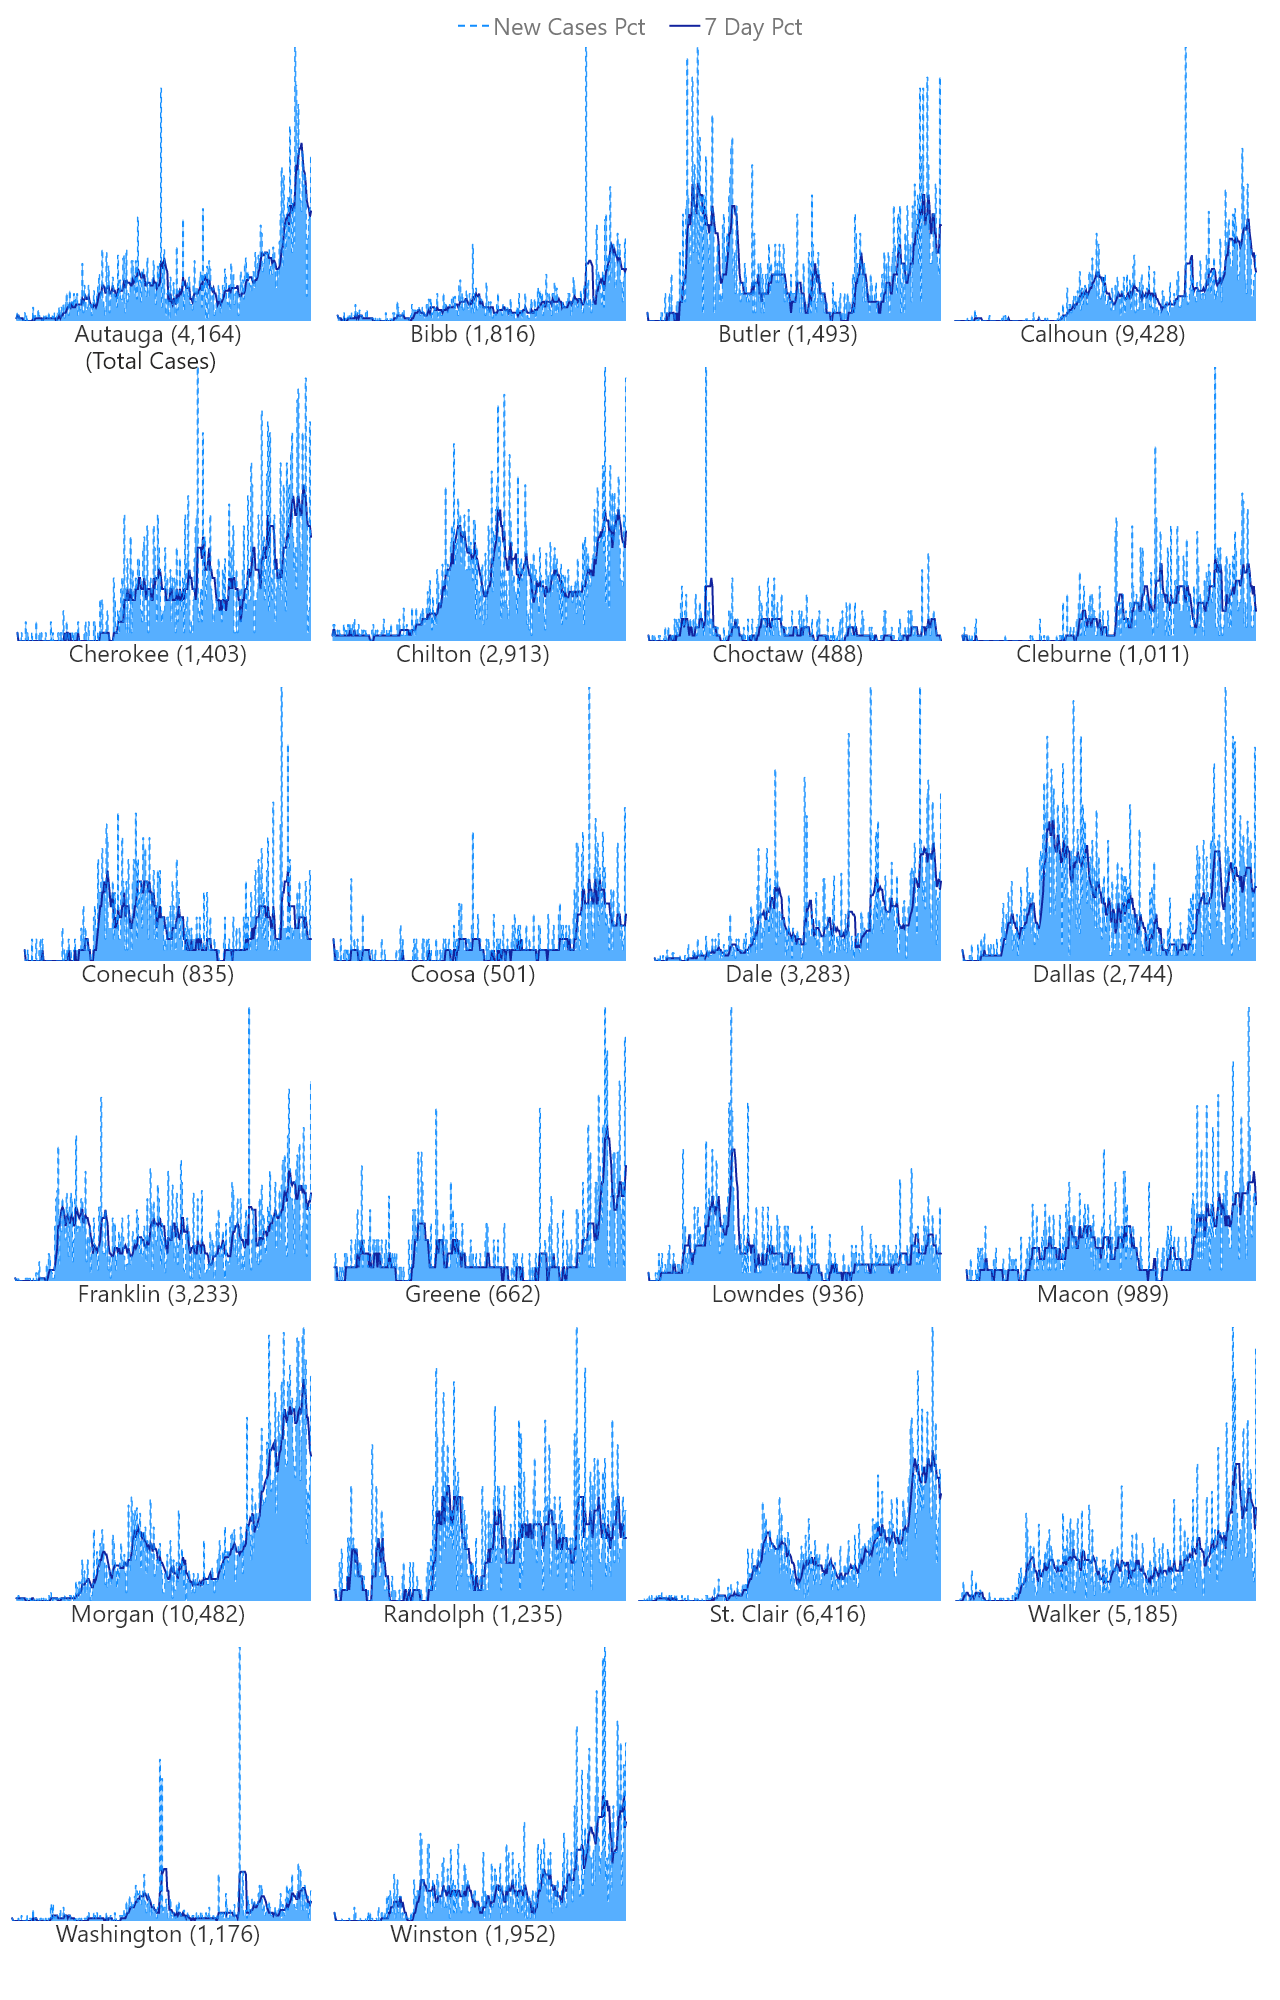 New Cases Pct 7 Day Pct
Autauga (4,164) Bibb (1,816) Butler (1,493) Calhoun (9,428)
(Total Cases)
Cherokee (1,403) Chilton (2,913) Choctaw (488) Cleburne (1,011)
Conecuh (835) Coosa (501) Dale (3,283) Dallas (2,744)
Franklin (3,233) Greene (662) Lowndes (936) Macon (989)
Morgan (10,482) Randolph (1,235) St. Clair (6,416) Walker (5,185)
Washington (1,176) Winston (1,952)